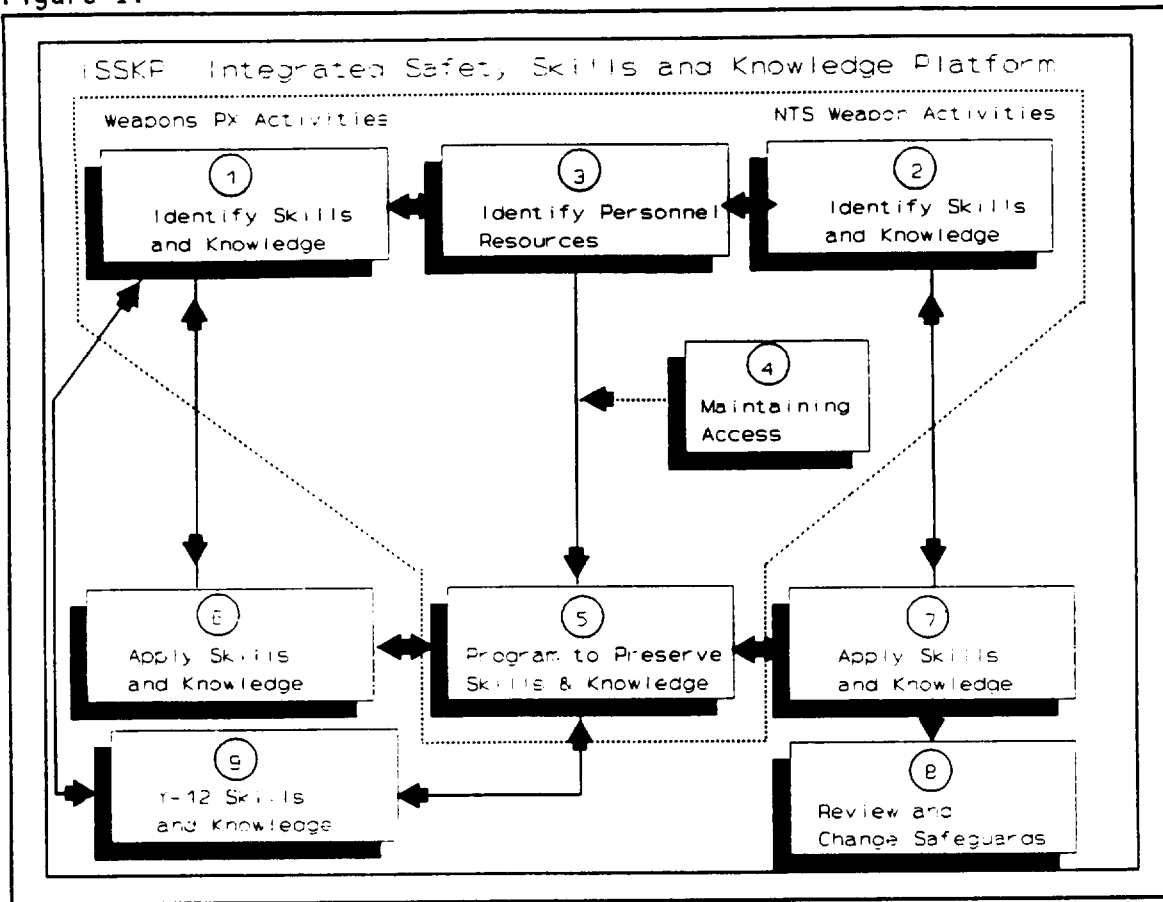 Figure 1.
iSSKP Integrated Safety, Skills and Knowledge Platform
Weapons PX Activities
NTS Weapon Activities
1
Identify Skills
and Knowledge
3
Identify Personnel
Resources
2
Identify Skills
and Knowledge
4
Maintaining
Access
6
Apply Skills
and Knowledge
5
Program to Preserve
Skills & Knowledge
7
Apply Skills
and Knowledge
9
Y-12 Skills
and Knowledge
8
Review and
Change Safeguards